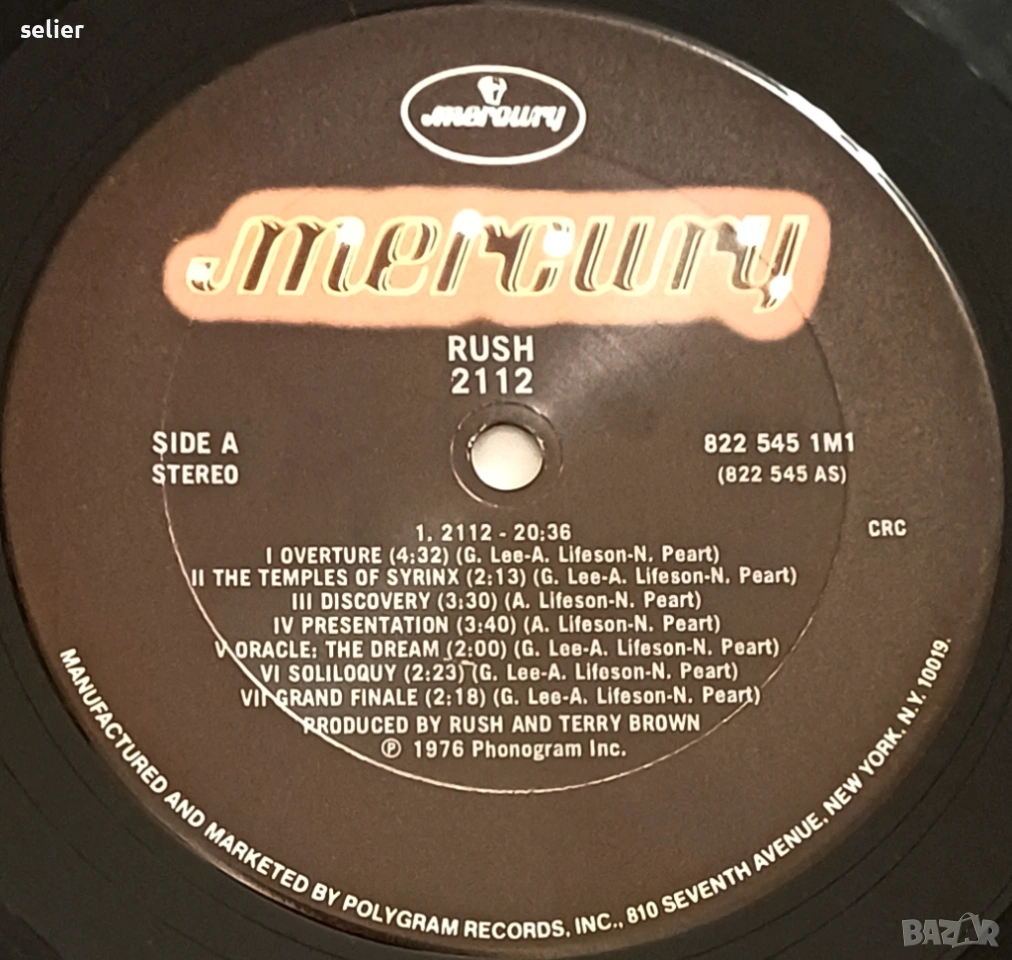 selier
mercury
mercury
RUSH
2112
SIDE A
STEREO
822 545 1M1
(822 545 AS)
CRC
1. 2112 - 20:36
I OVERTURE (4:32) (G. Lee-A. Lifeson-N. Peart)
II THE TEMPLES OF SYRINX (2:13) (G. Lee-A. Lifeson-N. Peart)
III DISCOVERY (3:30) (A. Lifeson-N. Peart)
IV PRESENTATION (3:40) (A. Lifeson-N. Peart)
V ORACLE: THE DREAM (2:00) (G. Lee-A. Lifeson-N. Peart)
VI SOLILOQUY (2:23) (G. Lee-A. Lifeson-N. Peart)
VII GRAND FINALE (2:18) (G. Lee-A. Lifeson-N. Peart)
PRODUCED BY RUSH AND TERRY BROWN
℗ 1976 Phonogram Inc.
MANUFACTURED AND MARKETED BY POLYGRAM RECORDS, INC., 810 SEVENTH AVENUE, NEW YORK, N.Y. 10019.
BAZAR